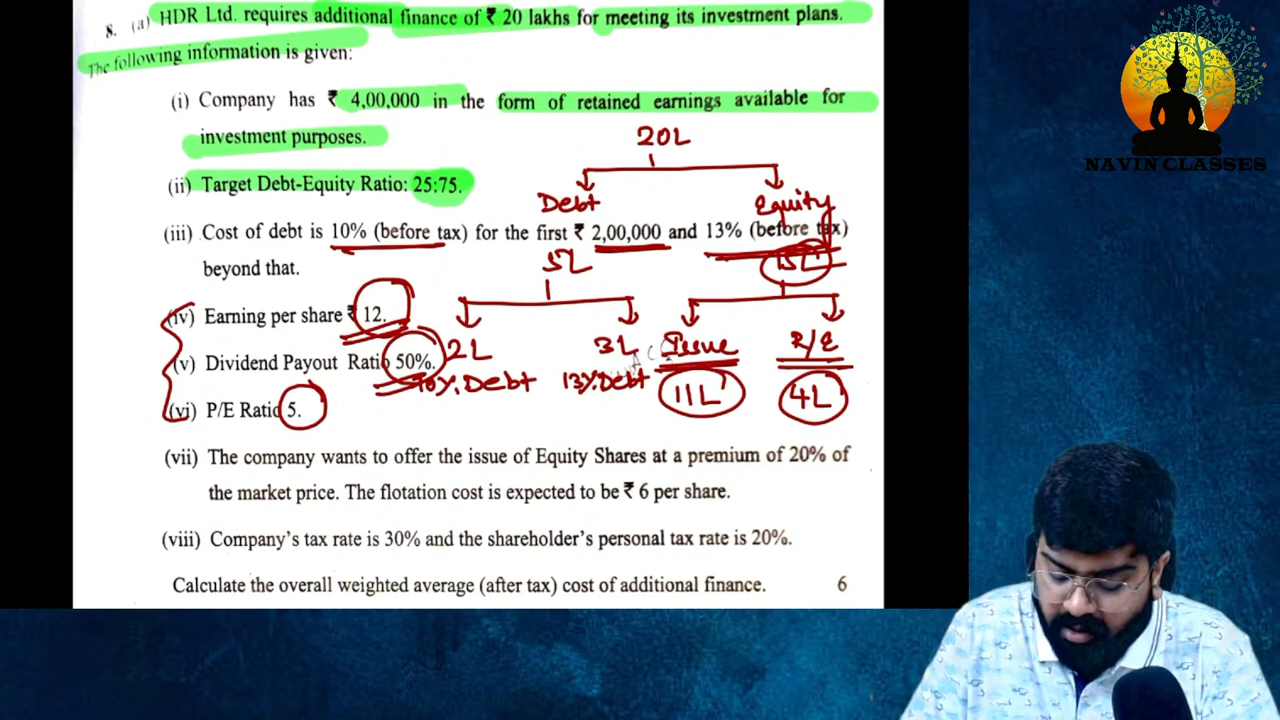 8. (a) HDR Ltd. requires additional finance of ₹ 20 lakhs for meeting its investment plans.
The following information is given:
(i) Company has ₹ 4,00,000 in the form of retained earnings available for
investment purposes.
20L
(ii) Target Debt-Equity Ratio: 25:75.
Debt Equity
(iii) Cost of debt is 10% (before tax) for the first ₹ 2,00,000 and 13% (before tax)
beyond that.
5L 15L
(iv) Earning per share ₹ 12.
2L 3L Issue R/E
(v) Dividend Payout Ratio 50%.
10% Debt 13% Debt 11L 4L
(vi) P/E Ratio 5.
(vii) The company wants to offer the issue of Equity Shares at a premium of 20% of
the market price. The flotation cost is expected to be ₹ 6 per share.
(viii) Company's tax rate is 30% and the shareholder's personal tax rate is 20%.
Calculate the overall weighted average (after tax) cost of additional finance. 6
NAVIN CLASSES